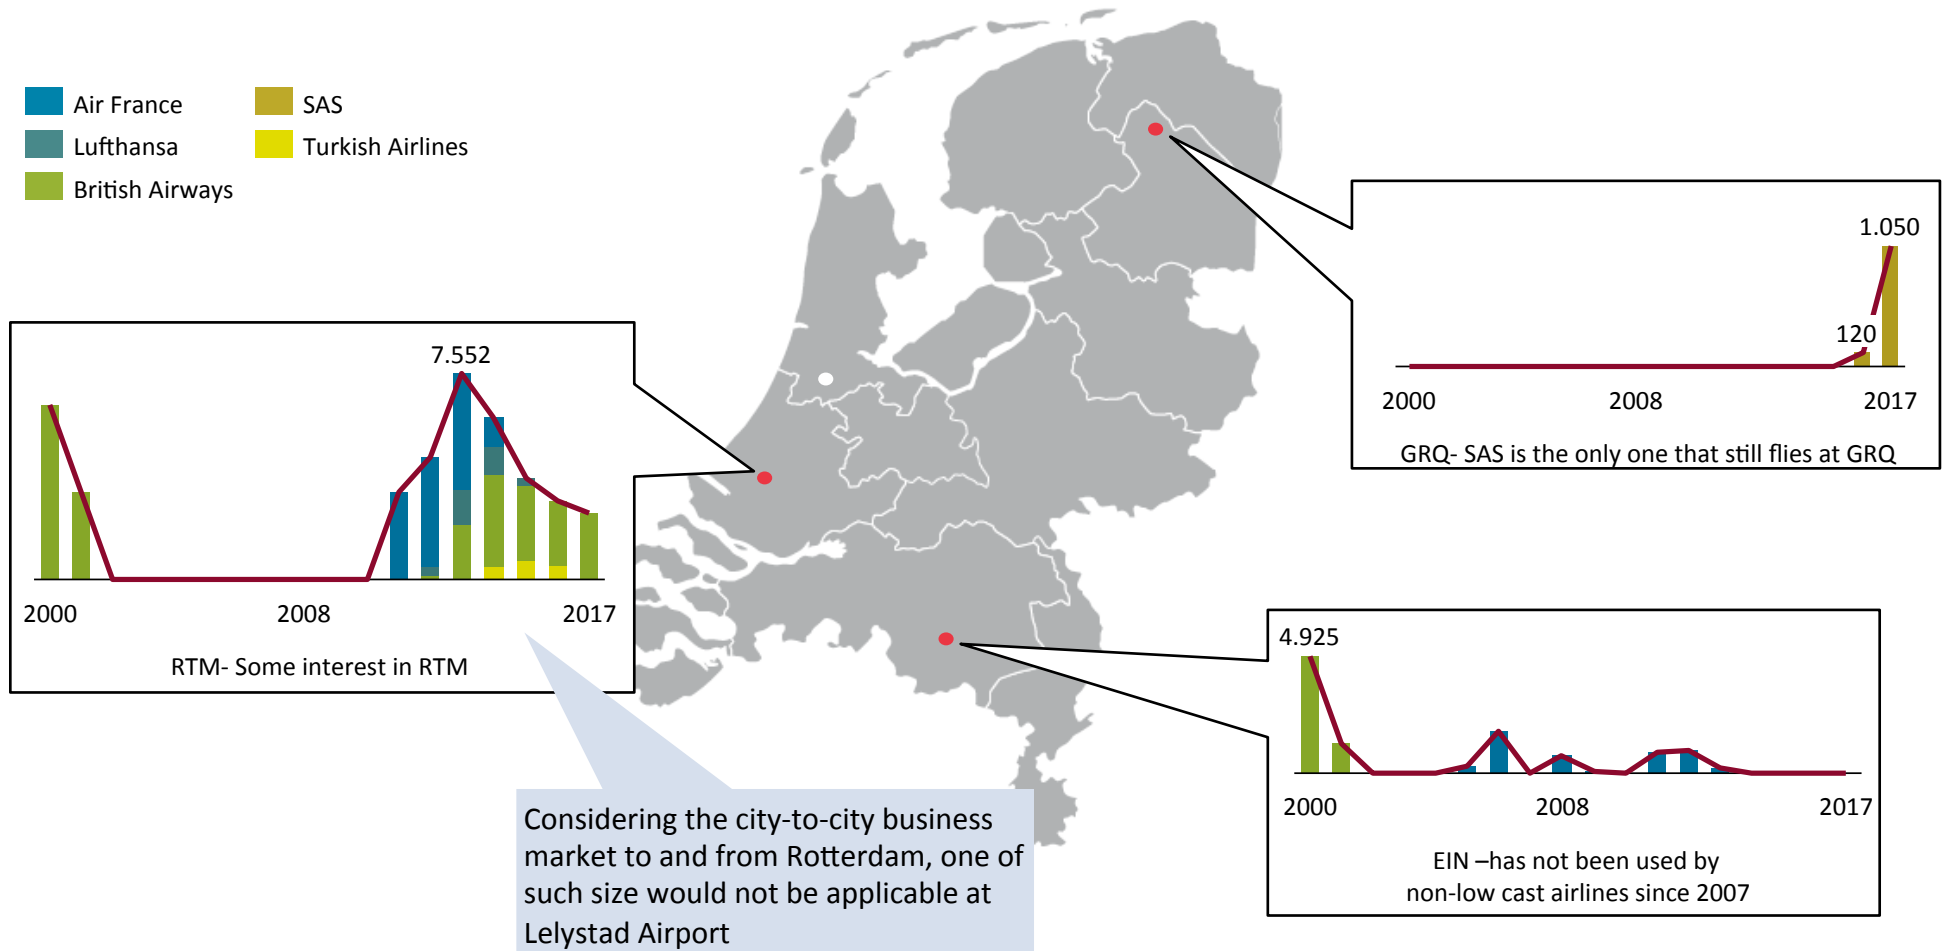 Air France
Lufthansa
British Airways
SAS
Turkish Airlines
1.050
120
2000
2008
2017
GRQ- SAS is the only one that still flies at GRQ
7.552
2000
2008
2017
RTM- Some interest in RTM
4.925
2000
2008
2017
EIN –has not been used by
non-low cast airlines since 2007
Considering the city-to-city business
market to and from Rotterdam, one of
such size would not be applicable at
Lelystad Airport